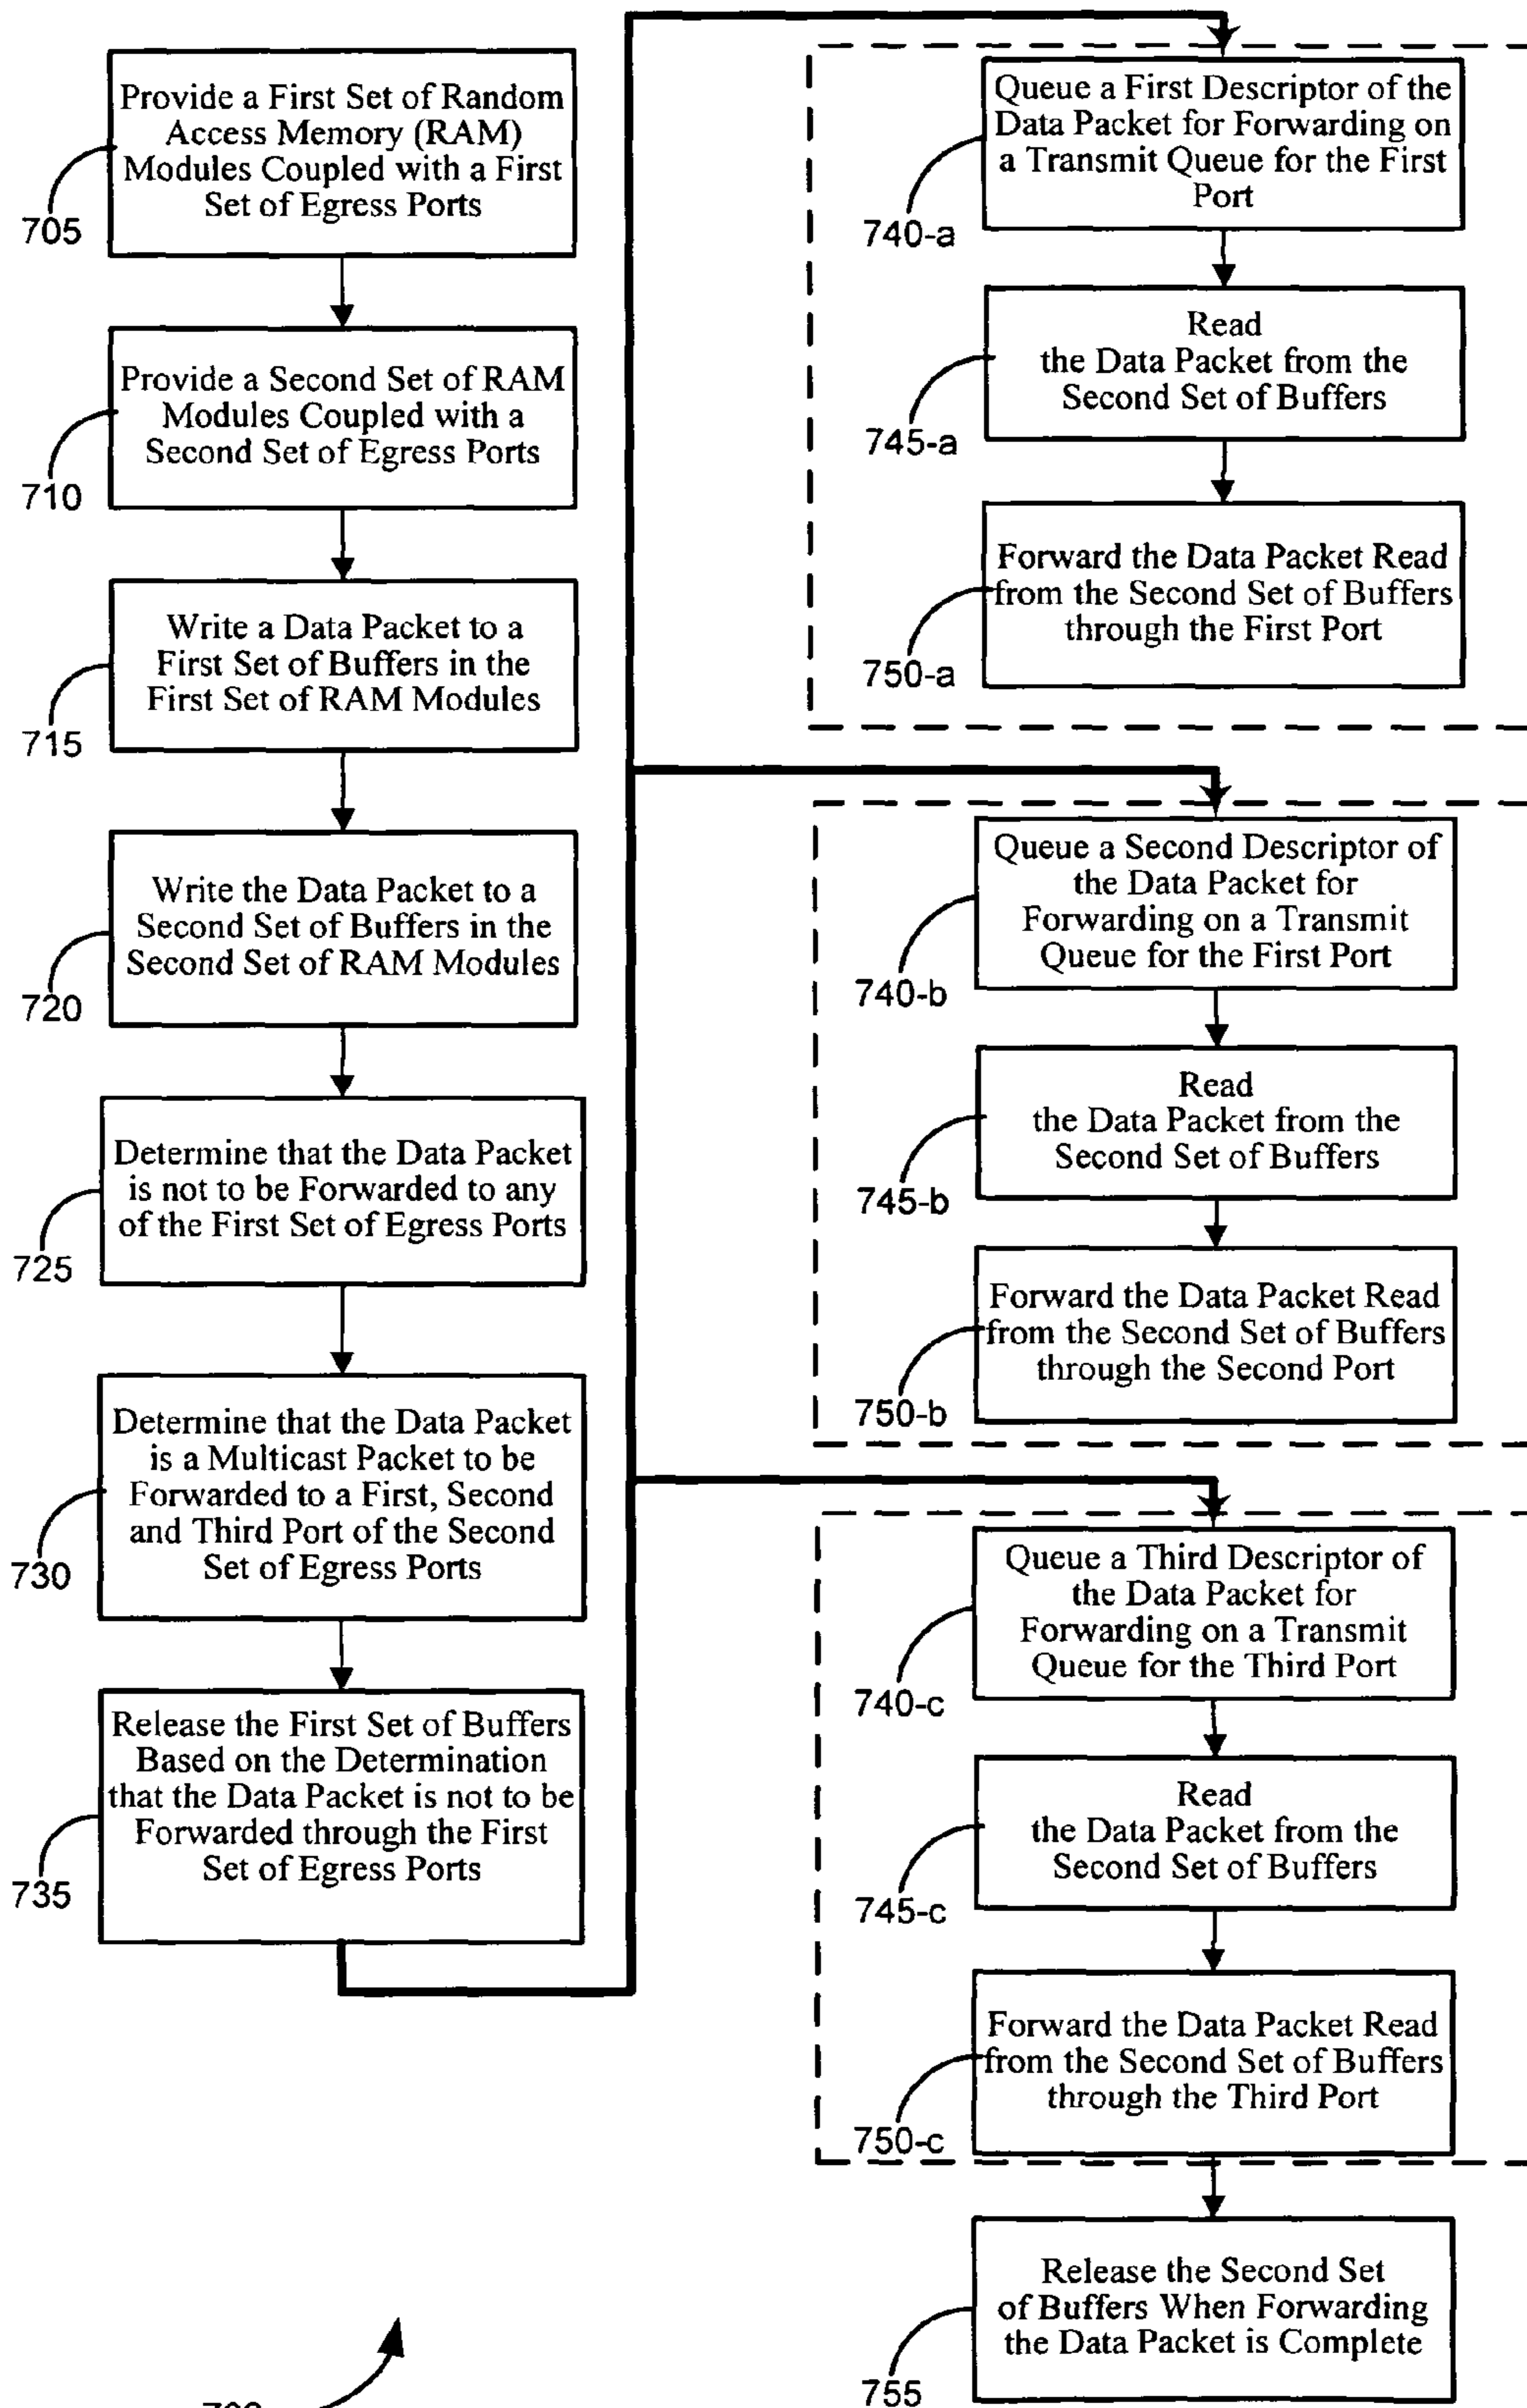 Provide a First Set of Random
Access Memory (RAM)
Modules Coupled with a First
Set of Egress Ports
705
Provide a Second Set of RAM
Modules Coupled with a
Second Set of Egress Ports
710
Write a Data Packet to a
First Set of Buffers in the
First Set of RAM Modules
715
Write the Data Packet to a
Second Set of Buffers in the
Second Set of RAM Modules
720
Determine that the Data Packet
is not to be Forwarded to any
of the First Set of Egress Ports
725
Determine that the Data Packet
is a Multicast Packet to be
Forwarded to a First, Second
and Third Port of the Second
Set of Egress Ports
730
Release the First Set of Buffers
Based on the Determination
that the Data Packet is not to be
Forwarded through the First
Set of Egress Ports
735
Queue a First Descriptor of the
Data Packet for Forwarding on
a Transmit Queue for the First
Port
740-a
Read
the Data Packet from the
Second Set of Buffers
745-a
Forward the Data Packet Read
from the Second Set of Buffers
through the First Port
750-a
Queue a Second Descriptor of
the Data Packet for
Forwarding on a Transmit
Queue for the First Port
740-b
Read
the Data Packet from the
Second Set of Buffers
745-b
Forward the Data Packet Read
from the Second Set of Buffers
through the Second Port
750-b
Queue a Third Descriptor of
the Data Packet for
Forwarding on a Transmit
Queue for the Third Port
740-c
Read
the Data Packet from the
Second Set of Buffers
745-c
Forward the Data Packet Read
from the Second Set of Buffers
through the Third Port
750-c
Release the Second Set
of Buffers When Forwarding
the Data Packet is Complete
755